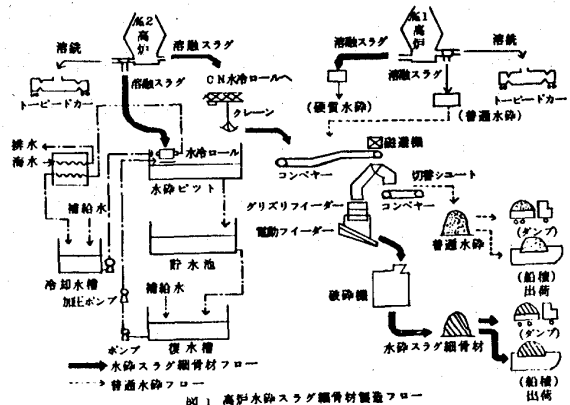 №2
高炉
溶銑
溶融スラグ
トーピードカー
溶融スラグ
CN水冷ロールへ
クレーン
排水
海水
水冷ロール
水砕ピット
補給水
冷却水槽
貯水池
加圧ポンプ
補給水
ポンプ
復水槽
№1
高炉
溶融スラグ
溶銑
溶融スラグ
トーピードカー
(硬質水砕)
(普通水砕)
磁選機
コンベヤー
切替シュート
コンベヤー
グリズリフィーダー
電動フィーダー
普通水砕
(ダンプ)
(船積)
出荷
破砕機
水砕スラグ細骨材
(ダンプ)
(船積)
出荷
水砕スラグ細骨材フロー
普通水砕フロー
図1 高炉水砕スラグ細骨材製造フロー